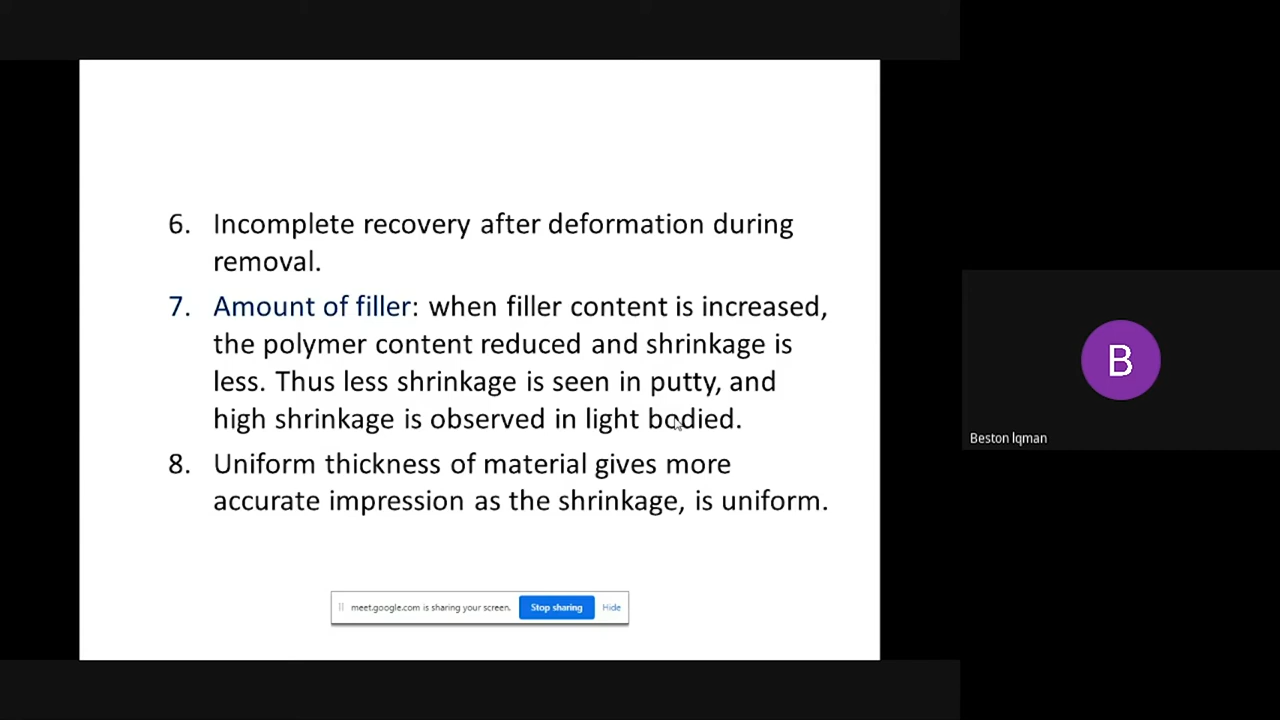 6. Incomplete recovery after deformation during
removal.
7. Amount of filler: when filler content is increased,
the polymer content reduced and shrinkage is
less. Thus less shrinkage is seen in putty, and
high shrinkage is observed in light bodied.
8. Uniform thickness of material gives more
accurate impression as the shrinkage, is uniform.
meet.google.com is sharing your screen. Stop sharing Hide
B
Beston Iqman